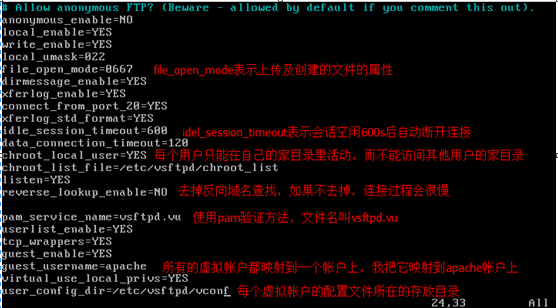 # Allow anonymous FTP? (Beware - allowed by default if you comment this out).
anonymous_enable=NO
local_enable=YES
write_enable=YES
local_umask=022
file_open_mode=0667 file_open_mode表示上传及创建的文件的属性
dirmessage_enable=YES
xferlog_enable=YES
connect_from_port_20=YES
xferlog_std_format=YES
idle_session_timeout=600 idel_session_timeout表示会话空闲600s后自动断开连接
data_connection_timeout=120
chroot_local_user=YES 每个用户只能在自己的家目录里活动，而不能访问其他用户的家目录
chroot_list_file=/etc/vsftpd/chroot_list
listen=YES
reverse_lookup_enable=NO 去掉反向域名查找，如果不去掉，连接过程会很慢
pam_service_name=vsftpd.vu 使用pam验证方法，文件名叫vsftpd.vu
userlist_enable=YES
tcp_wrappers=YES
guest_enable=YES
guest_username=apache 所有的虚拟帐户都映射到一个帐户上，我把它映射到apache帐户上
virtual_use_local_privs=YES
user_config_dir=/etc/vsftpd/vconf 每个虚拟帐户的配置文件所在的存放目录
24,33 All